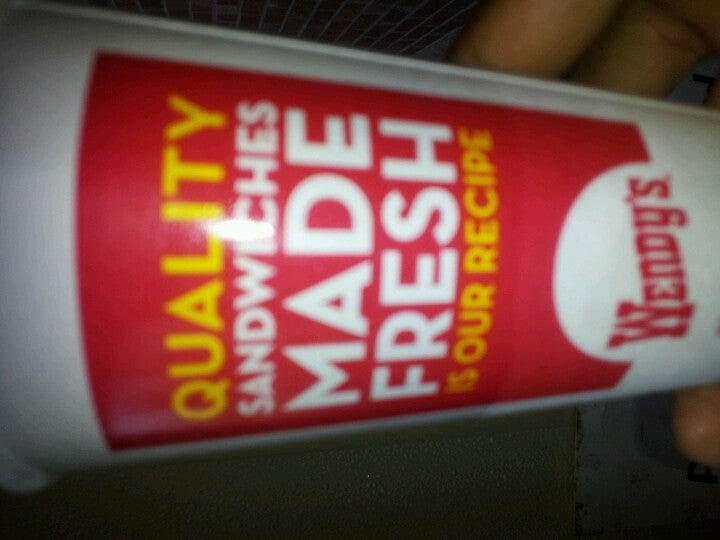 QUALITY
SANDWICHES
MADE
FRESH
IS OUR RECIPE
Wendy's